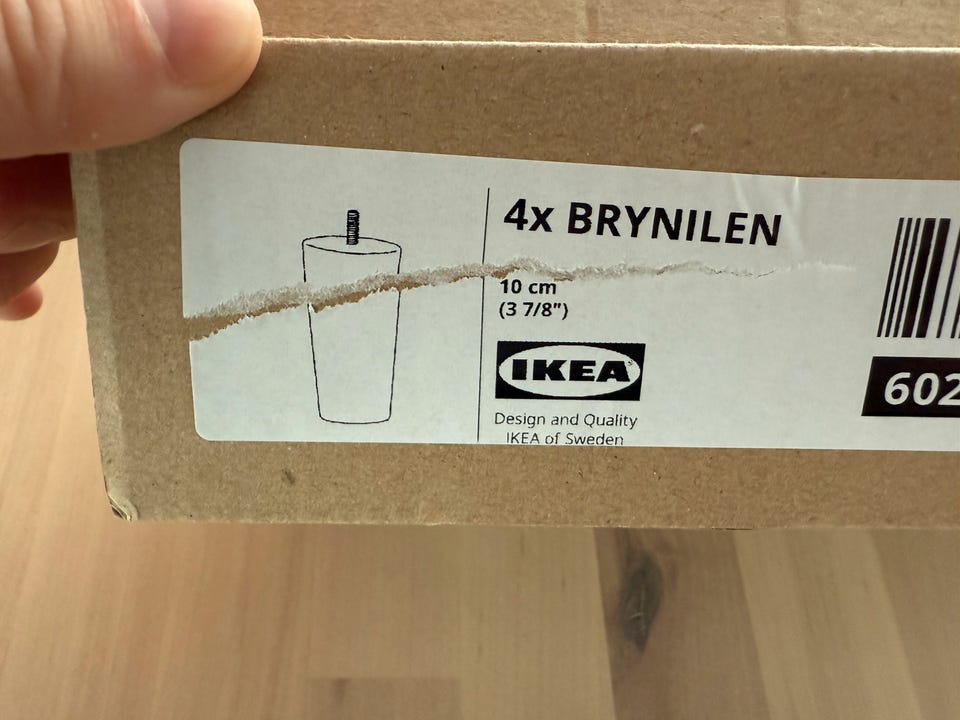 4x BRYNILEN
10 cm
(3 7/8")
IKEA
Design and Quality
IKEA of Sweden
602